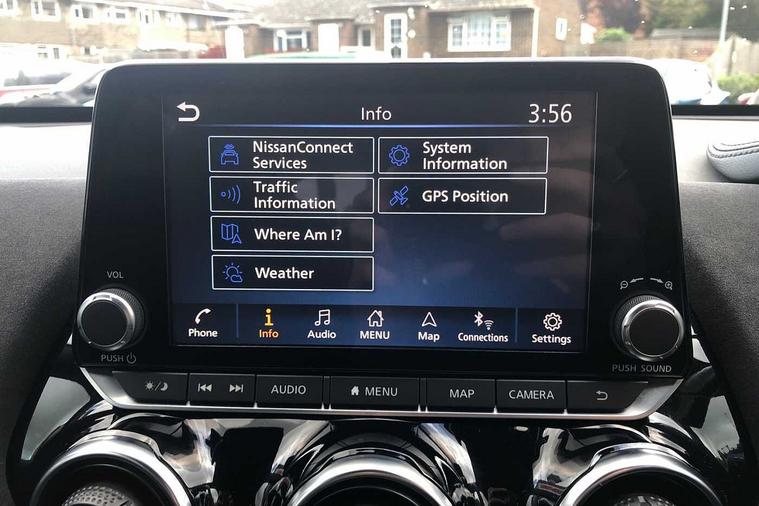 Info
3:56
NissanConnect
Services
System
Information
Traffic
Information
GPS Position
Where Am I?
Weather
Phone
Info
Audio
MENU
Map
Connections
Settings
VOL
PUSH
PUSH SOUND
AUDIO
MENU
MAP
CAMERA